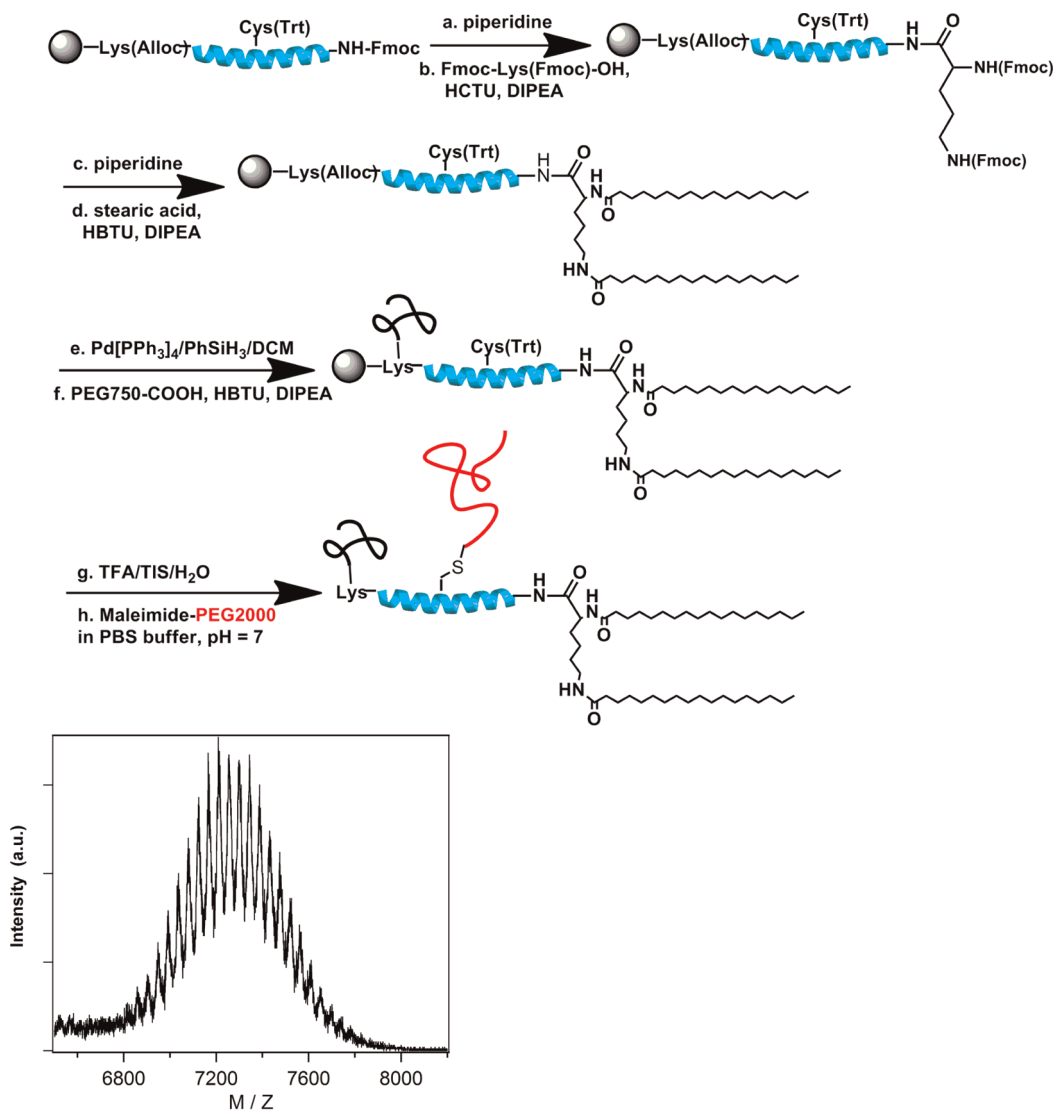 Cys(Trt)
Lys(Alloc)
NH-Fmoc
a. piperidine
b. Fmoc-Lys(Fmoc)-OH,
HCTU, DIPEA
Lys(Alloc)
Cys(Trt)
NH
O
NH(Fmoc)
NH(Fmoc)
c. piperidine
d. stearic acid,
HBTU, DIPEA
Lys(Alloc)
Cys(Trt)
H
N
O
H
N
O
HN
O
e. Pd[PPh3]4/PhSiH3/DCM
f. PEG750-COOH, HBTU, DIPEA
Lys
Cys(Trt)
NH
O
HN
O
HN
O
g. TFA/TIS/H2O
h. Maleimide-PEG2000
in PBS buffer, pH = 7
Lys
S
H
N
O
H
N
O
HN
O
Intensity (a.u.)
6800 7200 7600 8000
M / Z